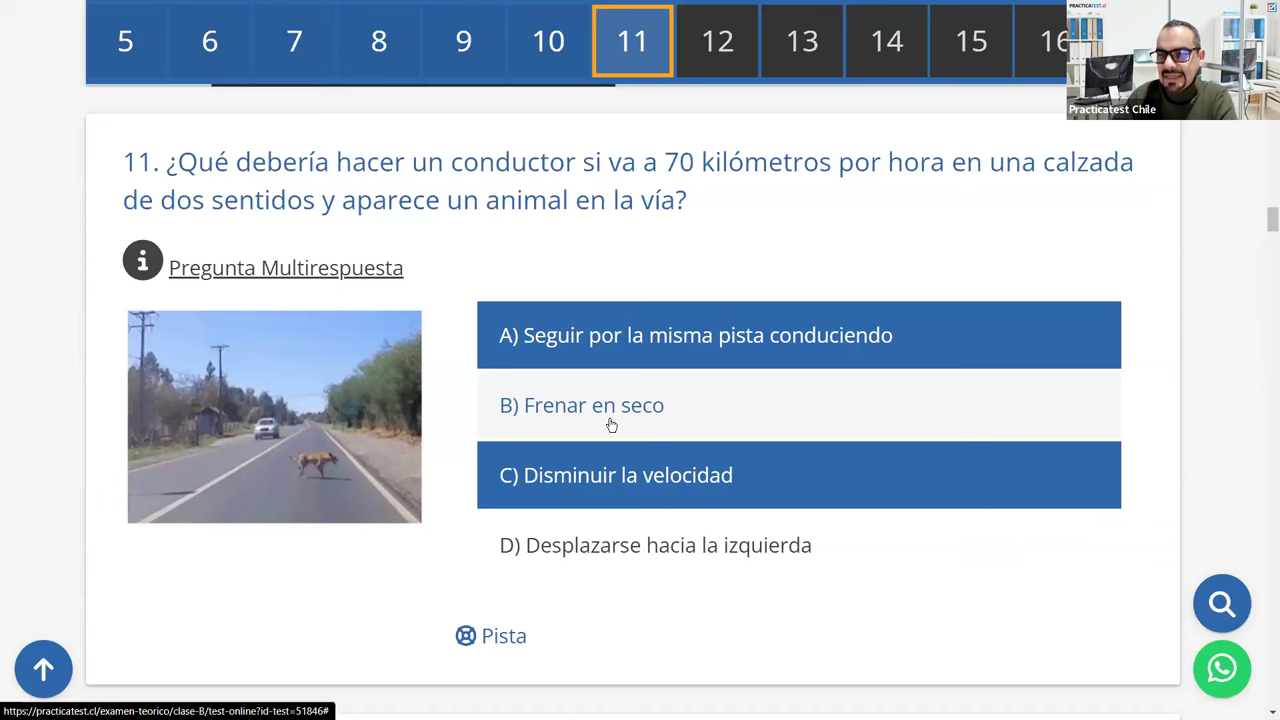 5 6 7 8 9 10 11 12 13 14 15 16
PRACTICATEST.cl
Practicatest Chile
11. ¿Qué debería hacer un conductor si va a 70 kilómetros por hora en una calzada
de dos sentidos y aparece un animal en la vía?
Pregunta Multirespuesta
A) Seguir por la misma pista conduciendo
B) Frenar en seco
C) Disminuir la velocidad
D) Desplazarse hacia la izquierda
Pista
https://practicatest.cl/examen-teorico/clase-B/test-online?id-test=51846#